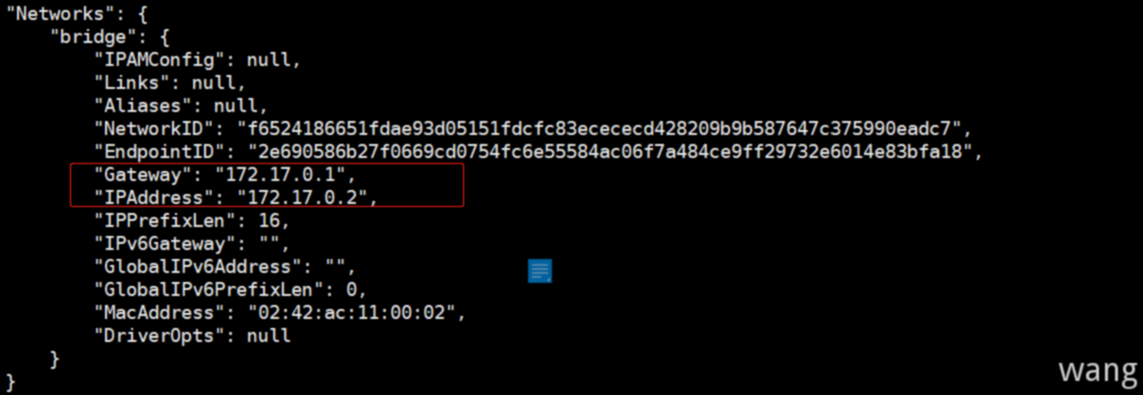 "Networks": {
"bridge": {
"IPAMConfig": null,
"Links": null,
"Aliases": null,
"NetworkID": "f6524186651fdae93d05151fdcfc83ecececd428209b9b587647c375990eadc7",
"EndpointID": "2e690586b27f0669cd0754fc6e55584ac06f7a484ce9ff29732e6014e83bfa18",
"Gateway": "172.17.0.1",
"IPAddress": "172.17.0.2",
"IPPrefixLen": 16,
"IPv6Gateway": "",
"GlobalIPv6Address": "",
"GlobalIPv6PrefixLen": 0,
"MacAddress": "02:42:ac:11:00:02",
"DriverOpts": null
}
}
wang